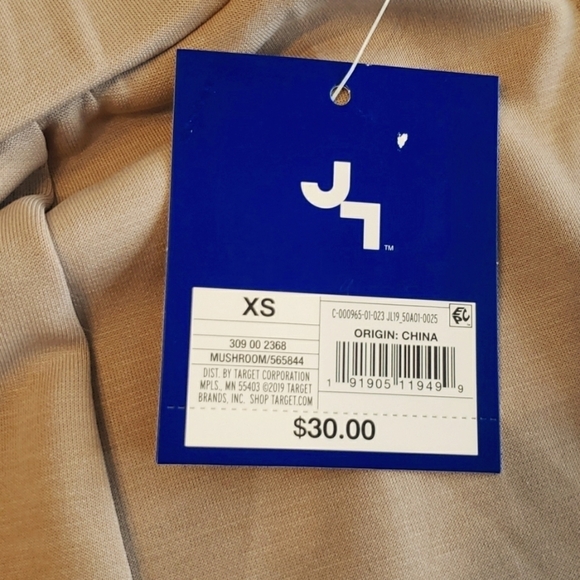 J
TM
XS
309 00 2368
MUSHROOM/565844
DIST. BY TARGET CORPORATION
MPLS, MN 55403 ©2019 TARGET
BRANDS, INC. SHOP TARGET.COM
C-000965-01-023 JL19_50A01-0025
EPC
ORIGIN: CHINA
1 91905 11949 9
$30.00